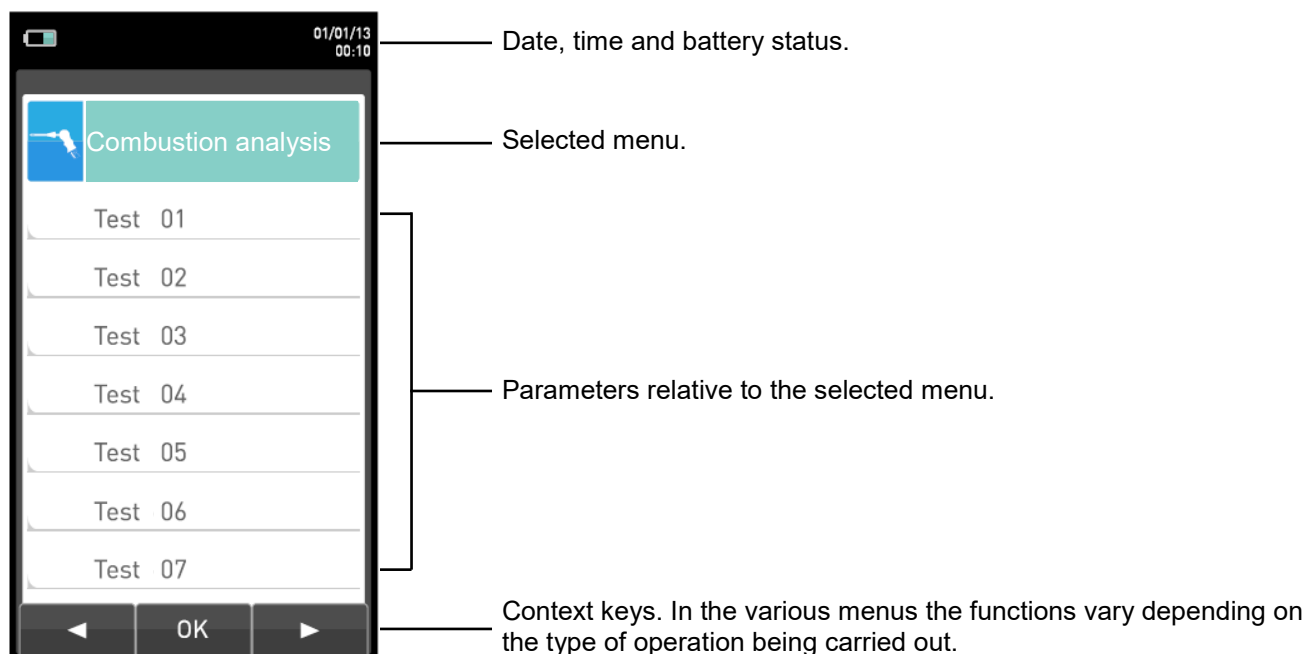 01/01/13
00:10
Date, time and battery status.
Combustion analysis
Selected menu.
Test 01
Test 02
Test 03
Test 04
Parameters relative to the selected menu.
Test 05
Test 06
Test 07
OK
Context keys. In the various menus the functions vary depending on
the type of operation being carried out.